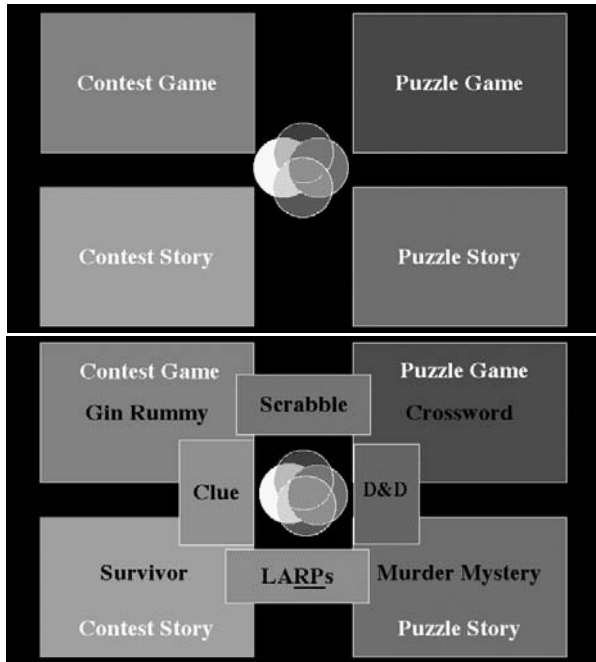 Contest Game
Puzzle Game
Contest Story
Puzzle Story
Contest Game
Puzzle Game
Gin Rummy
Scrabble
Crossword
Clue
D&D
Survivor
LARPs
Murder Mystery
Contest Story
Puzzle Story